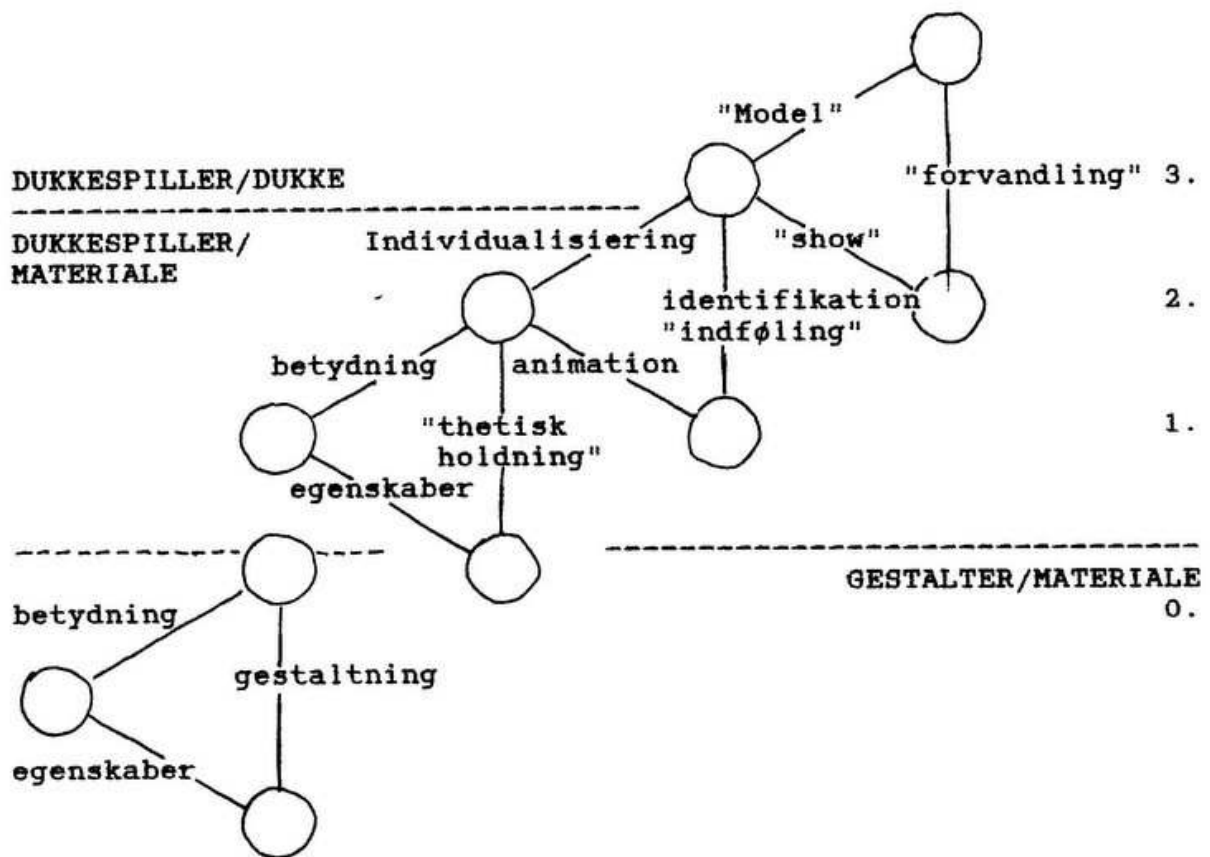 "Model"
DUKKESPILLER/DUKKE
"forvandling" 3.
DUKKESPILLER/
MATERIALE
Individualisiering
"show"
identifikation
"indføling"
2.
betydning
animation
"thetisk
holdning"
1.
egenskaber
GESTALTER/MATERIALE
0.
betydning
gestaltning
egenskaber